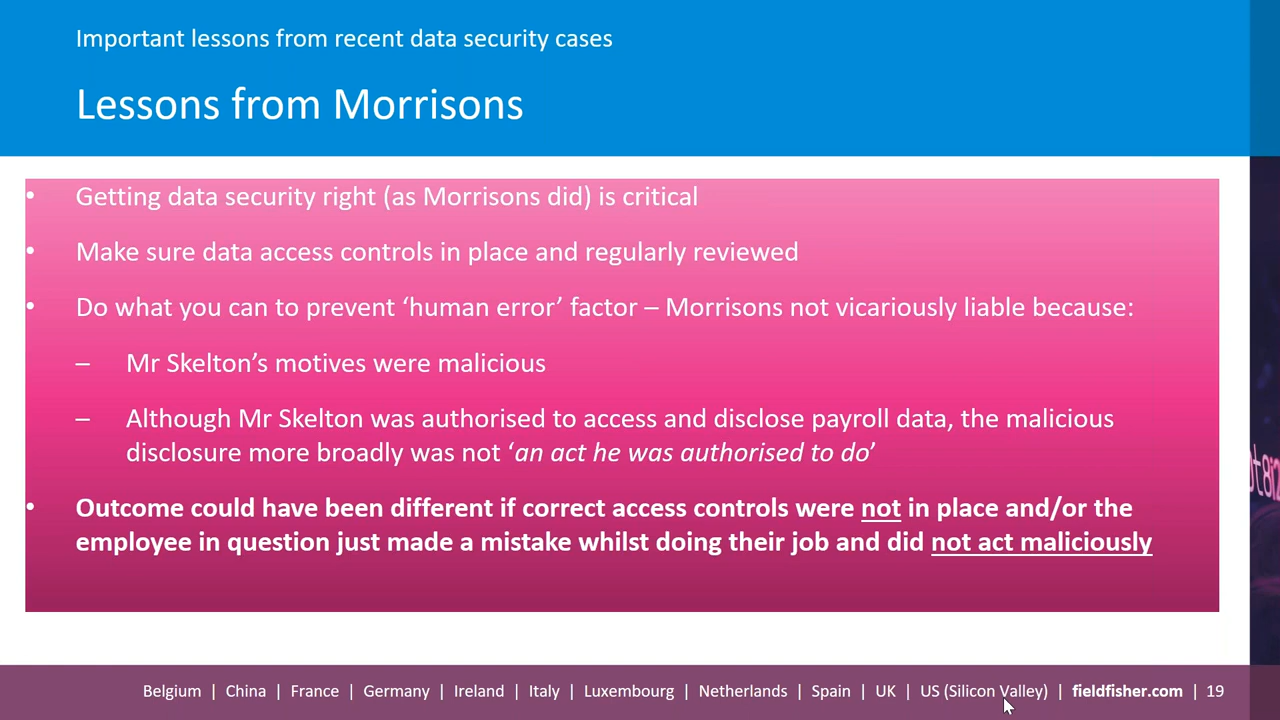 Important lessons from recent data security cases
Lessons from Morrisons
• Getting data security right (as Morrisons did) is critical
• Make sure data access controls in place and regularly reviewed
• Do what you can to prevent ‘human error’ factor – Morrisons not vicariously liable because:
– Mr Skelton’s motives were malicious
– Although Mr Skelton was authorised to access and disclose payroll data, the malicious
disclosure more broadly was not ‘an act he was authorised to do’
• Outcome could have been different if correct access controls were not in place and/or the
employee in question just made a mistake whilst doing their job and did not act maliciously
Belgium | China | France | Germany | Ireland | Italy | Luxembourg | Netherlands | Spain | UK | US (Silicon Valley) | fieldfisher.com | 19